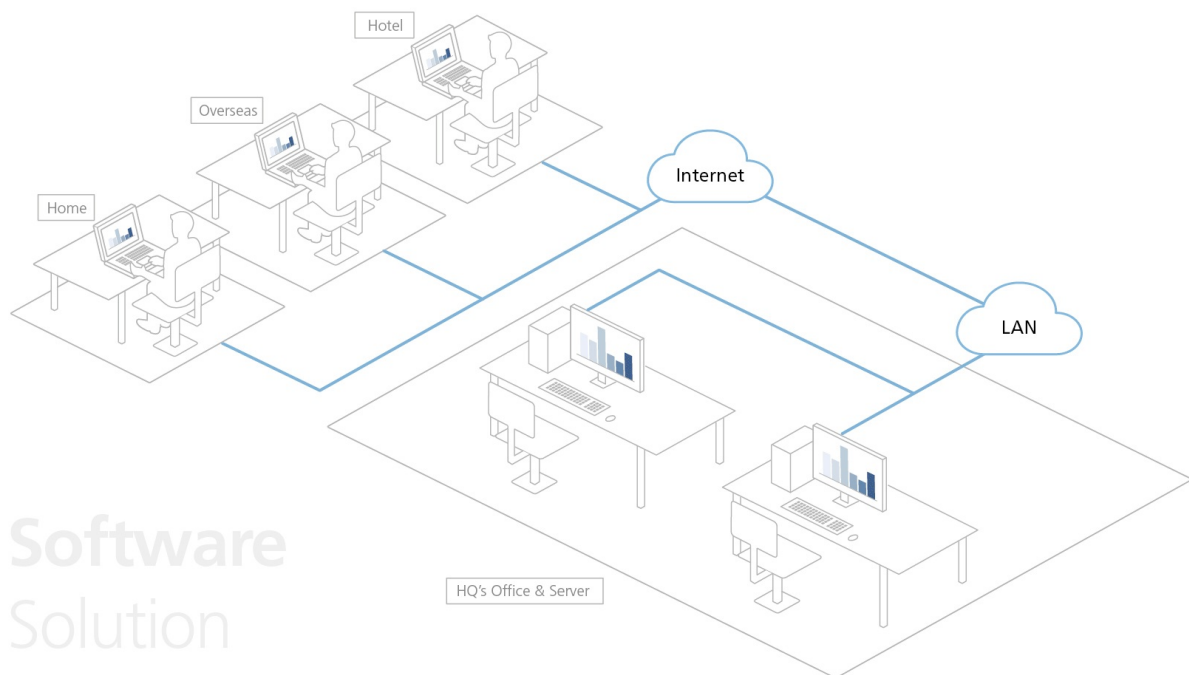 Hotel
Overseas
Home
Internet
LAN
HQ's Office & Server
Software
Solution